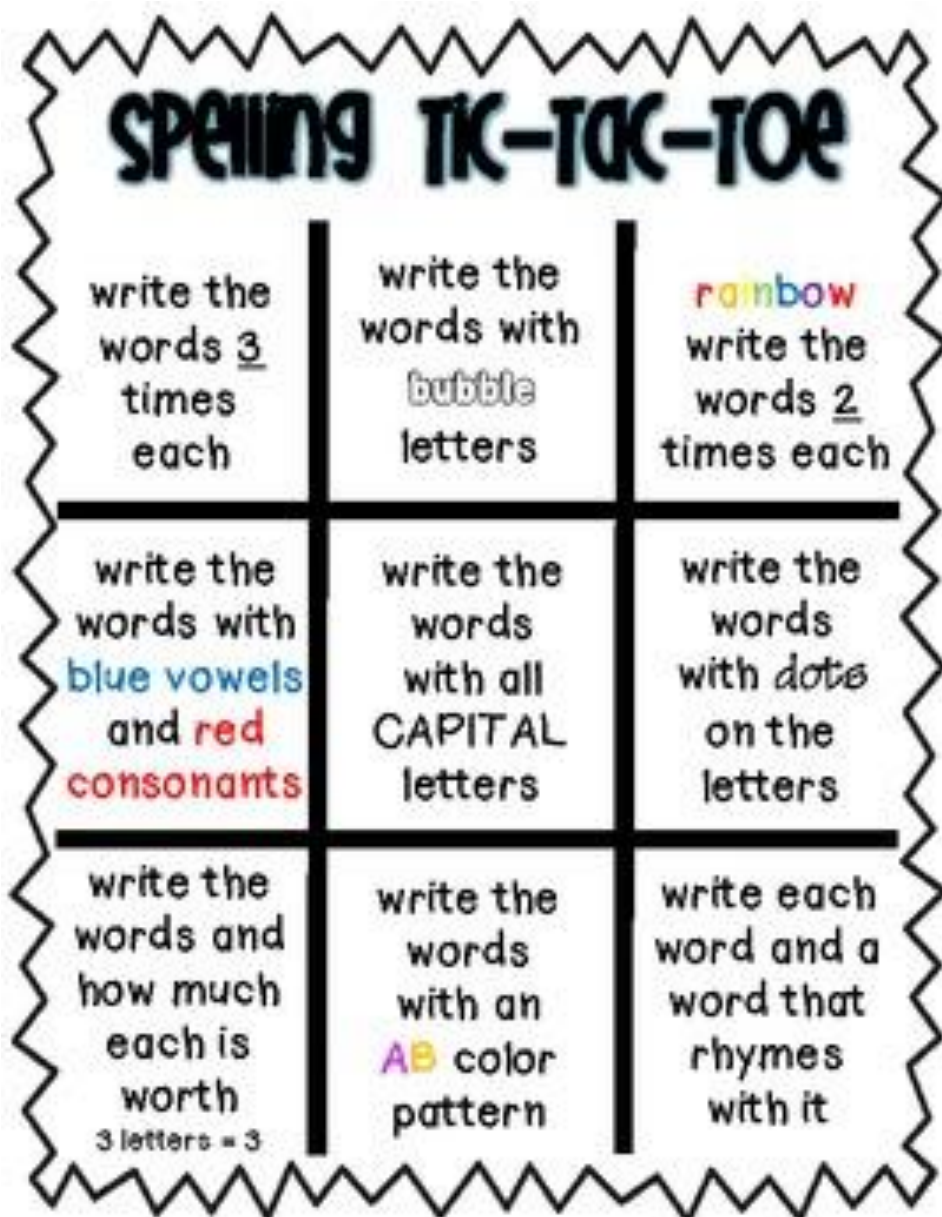 Spelling Tic-Tac-Toe
write the
words 3
times
each
write the
words with
bubble
letters
rainbow
write the
words 2
times each
write the
words with
blue vowels
and red
consonants
write the
words
with all
CAPITAL
letters
write the
words
with dots
on the
letters
write the
words and
how much
each is
worth
3 letters = 3
write the
words
with an
AB color
pattern
write each
word and a
word that
rhymes
with it